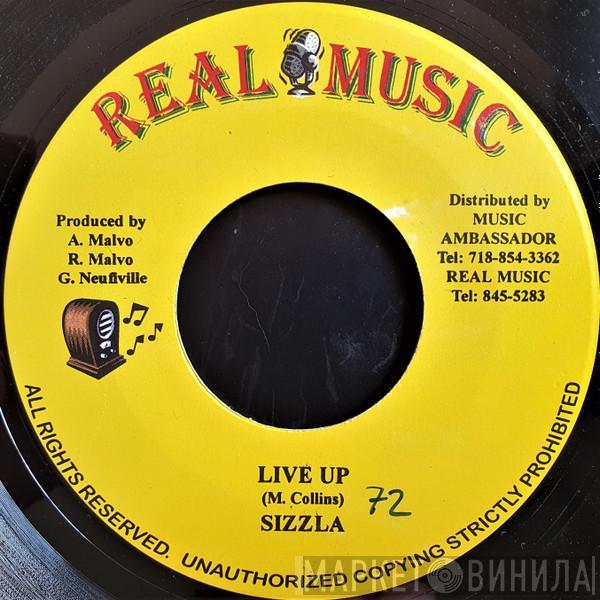 REAL MUSIC
Produced by
A. Malvo
R. Malvo
G. Neufiville
Distributed by
MUSIC
AMBASSADOR
Tel: 718-854-3362
REAL MUSIC
Tel: 845-5283
LIVE UP
(M. Collins)
72
SIZZLA
ALL RIGHTS RESERVED. UNAUTHORIZED COPYING STRICTLY PROHIBITED
МАРКЕТ ВИНИЛА